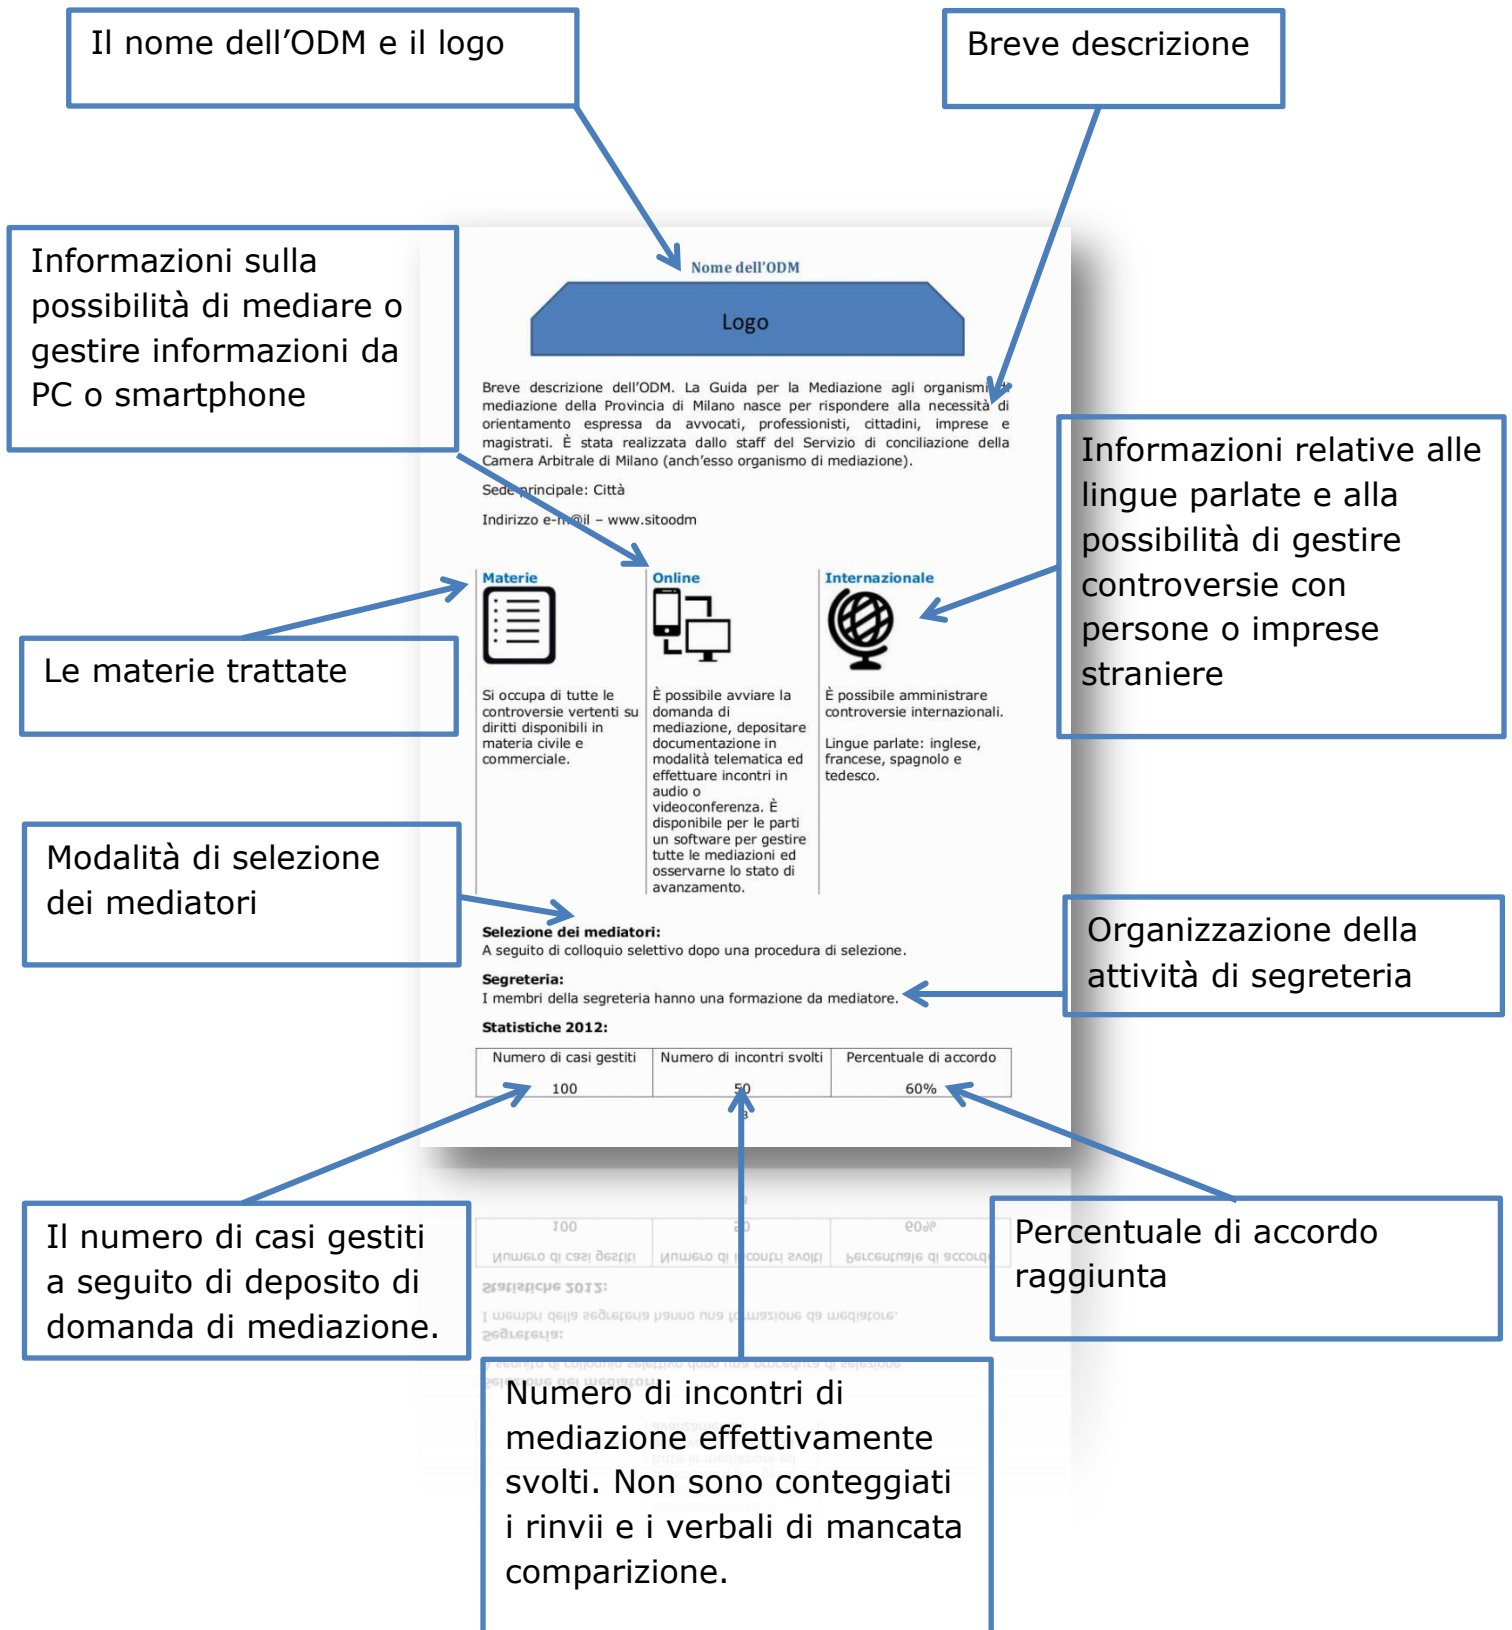 Il nome dell’ODM e il logo
Breve descrizione
Informazioni sulla
possibilità di mediare o
gestire informazioni da
PC o smartphone
Nome dell’ODM
Logo
Breve descrizione dell’ODM. La Guida per la Mediazione agli organismi di
mediazione della Provincia di Milano nasce per rispondere alla necessità di
orientamento espressa da avvocati, professionisti, cittadini, imprese e
magistrati. È stata realizzata dallo staff del Servizio di conciliazione della
Camera Arbitrale di Milano (anch’esso organismo di mediazione).
Sede principale: Città
Indirizzo e-m@il – www.sitoodm
Informazioni relative alle
lingue parlate e alla
possibilità di gestire
controversie con
persone o imprese
straniere
Le materie trattate
Materie
Si occupa di tutte le
controversie vertenti su
diritti disponibili in
materia civile e
commerciale.
Online
È possibile avviare la
domanda di
mediazione, depositare
documentazione in
modalità telematica ed
effettuare incontri in
audio o
videoconferenza. È
disponibile per le parti
un software per gestire
tutte le mediazioni ed
osservarne lo stato di
avanzamento.
Internazionale
È possibile amministrare
controversie internazionali.
Lingue parlate: inglese,
francese, spagnolo e
tedesco.
Modalità di selezione
dei mediatori
Selezione dei mediatori:
A seguito di colloquio selettivo dopo una procedura di selezione.
Segreteria:
I membri della segreteria hanno una formazione da mediatore.
Organizzazione della
attività di segreteria
Statistiche 2012:
Numero di casi gestiti Numero di incontri svolti Percentuale di accordo
100 50 60%
3
Il numero di casi gestiti
a seguito di deposito di
domanda di mediazione.
Percentuale di accordo
raggiunta
Numero di incontri di
mediazione effettivamente
svolti. Non sono conteggiati
i rinvii e i verbali di mancata
comparizione.